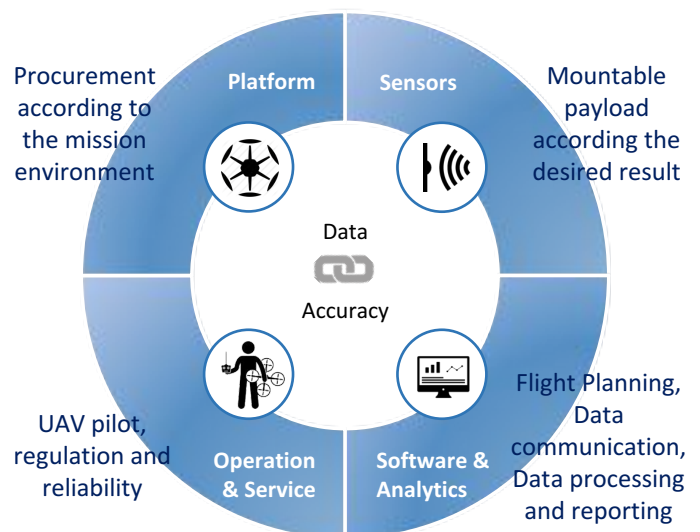 Procurement
according to
the mission
environment
Platform
Sensors
Mountable
payload
according the
desired result
Data
Accuracy
UAV pilot,
regulation and
reliability
Operation
& Service
Software &
Analytics
Flight Planning,
Data
communication,
Data processing
and reporting